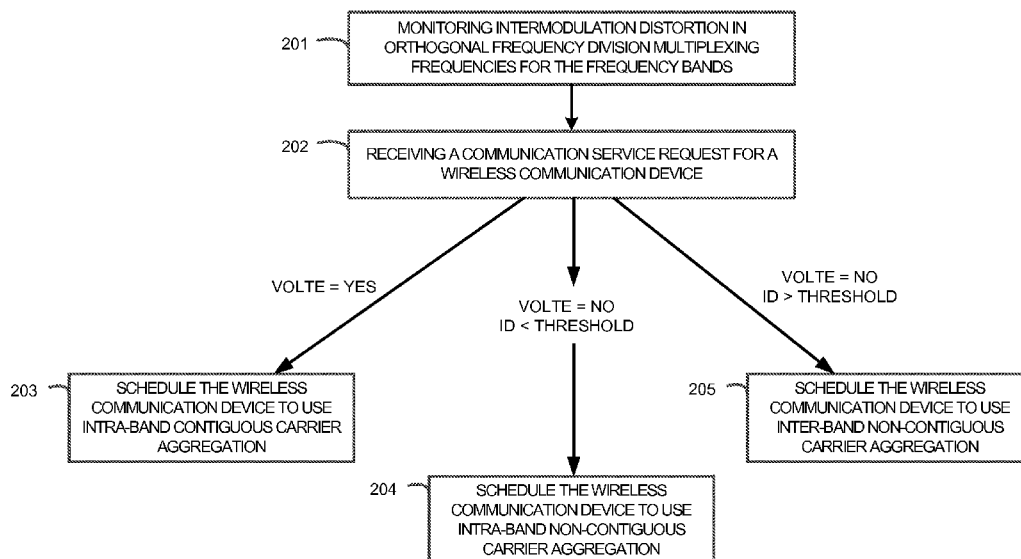 201
MONITORING INTERMODULATION DISTORTION IN
ORTHOGONAL FREQUENCY DIVISION MULTIPLEXING
FREQUENCIES FOR THE FREQUENCY BANDS
202
RECEIVING A COMMUNICATION SERVICE REQUEST FOR A
WIRELESS COMMUNICATION DEVICE
VOLTE = YES
VOLTE = NO
ID < THRESHOLD
VOLTE = NO
ID > THRESHOLD
203
SCHEDULE THE WIRELESS
COMMUNICATION DEVICE TO USE
INTRA-BAND CONTIGUOUS CARRIER
AGGREGATION
204
SCHEDULE THE WIRELESS
COMMUNICATION DEVICE TO USE
INTRA-BAND NON-CONTIGUOUS
CARRIER AGGREGATION
205
SCHEDULE THE WIRELESS
COMMUNICATION DEVICE TO USE
INTER-BAND NON-CONTIGUOUS
CARRIER AGGREGATION